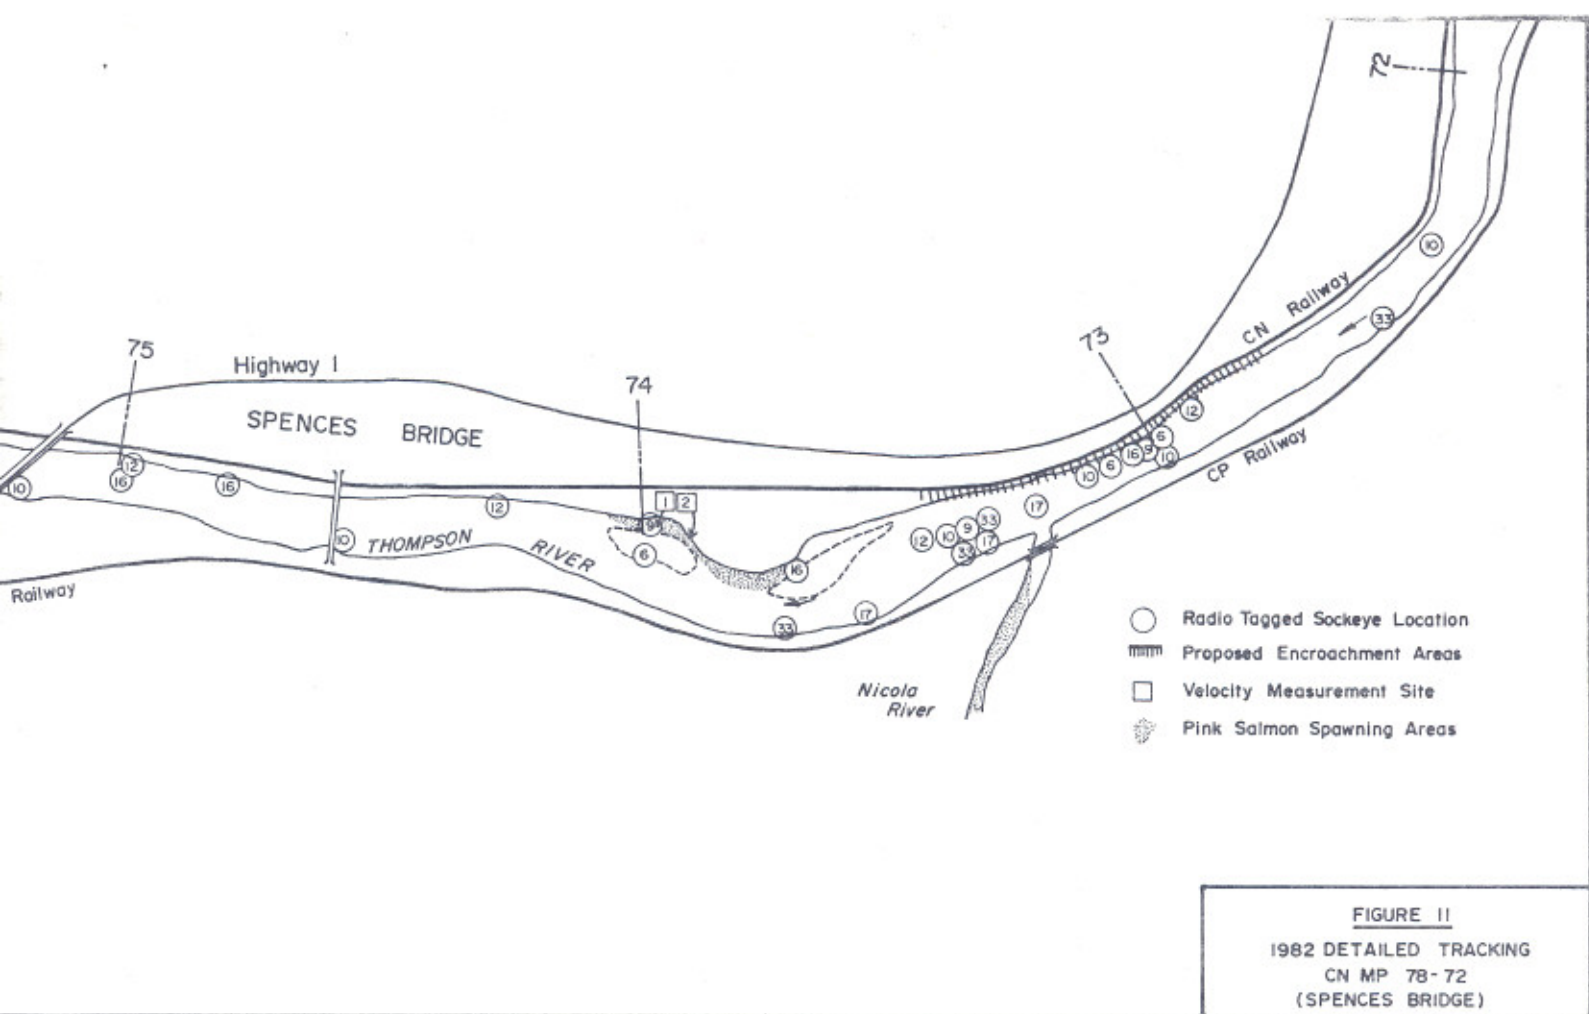 72
10
CN Railway
33
73
75
Highway 1
74
12
SPENCES BRIDGE
6
9
16
10
6
10
CP Railway
12
16
16
10
12
1 2
17
33
9
10
12
17
33
9
10
THOMPSON RIVER
6
16
Railway
17
33
Nicola
River
Radio Tagged Sockeye Location
Proposed Encroachment Areas
Velocity Measurement Site
Pink Salmon Spawning Areas
FIGURE 11
1982 DETAILED TRACKING
CN MP 78-72
(SPENCES BRIDGE)